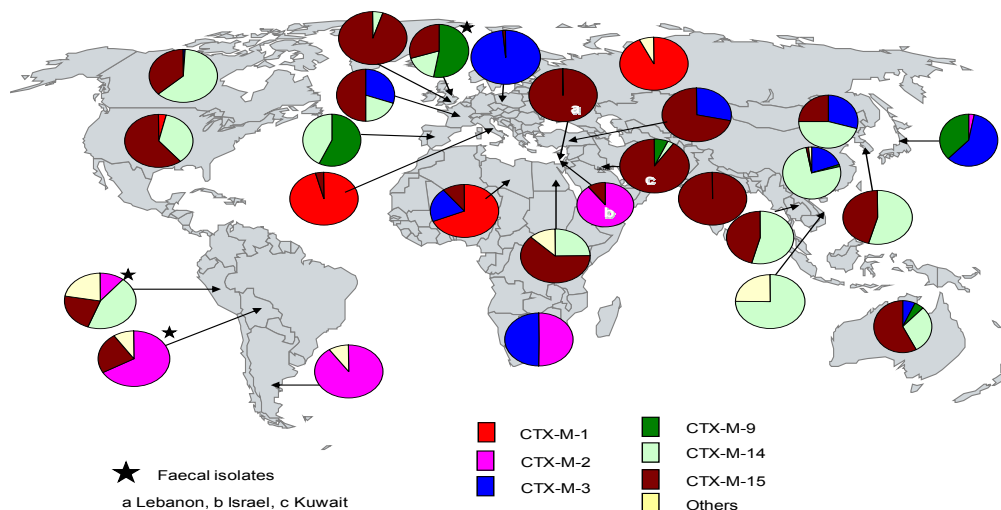 a
c
b
CTX-M-1
CTX-M-2
CTX-M-3
CTX-M-9
CTX-M-14
CTX-M-15
Others
Faecal isolates
a Lebanon, b Israel, c Kuwait